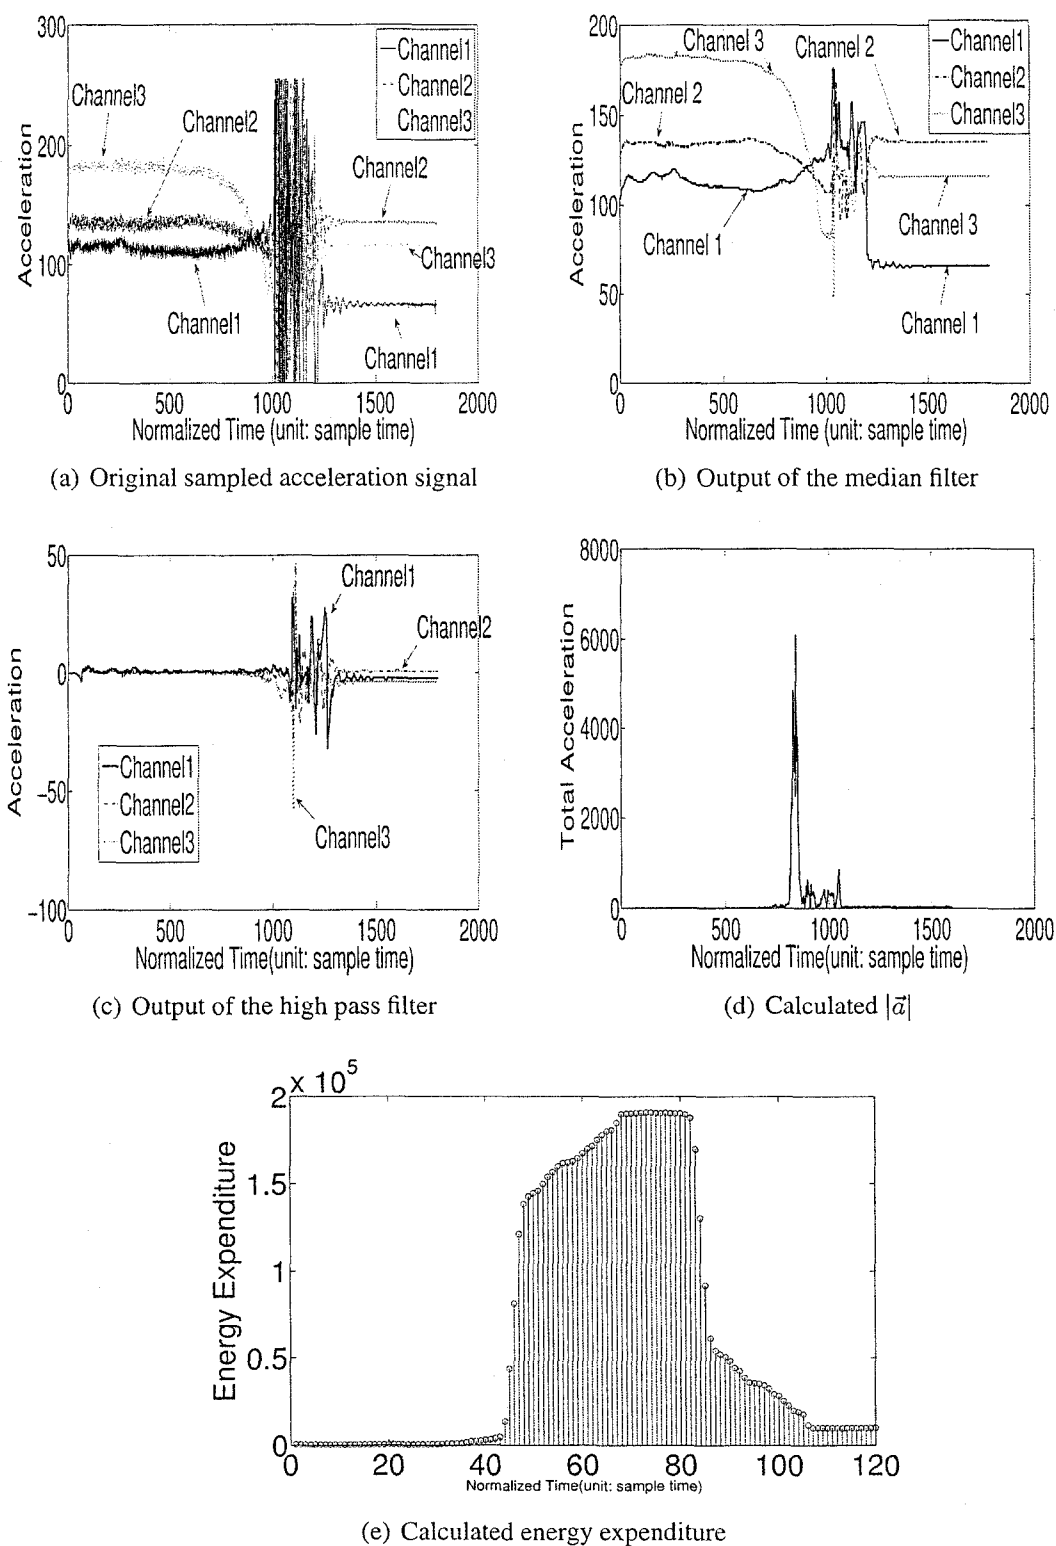 300
200
100
0
0
500
1000
1500
2000
Acceleration
Normalized Time (unit: sample time)
Channel1
Channel2
Channel3
Channel3
Channel2
Channel1
Channel2
Channel3
Channel1
(a) Original sampled acceleration signal
200
150
100
50
0
0
500
1000
1500
2000
Acceleration
Normalized Time (unit: sample time)
Channel1
Channel2
Channel3
Channel 3
Channel 2
Channel 2
Channel 1
Channel 3
Channel 1
(b) Output of the median filter
50
0
−50
−100
0
500
1000
1500
2000
Acceleration
Normalized Time(unit: sample time)
Channel1
Channel2
Channel3
Channel1
Channel2
Channel3
(c) Output of the high pass filter
8000
6000
4000
2000
0
0
500
1000
1500
2000
Total Acceleration
Normalized Time(unit: sample time)
(d) Calculated |a⃗|
2 × 10⁵
1.5
1
0.5
0
0
20
40
60
80
100
120
Energy Expenditure
Normalized Time(unit: sample time)
(e) Calculated energy expenditure